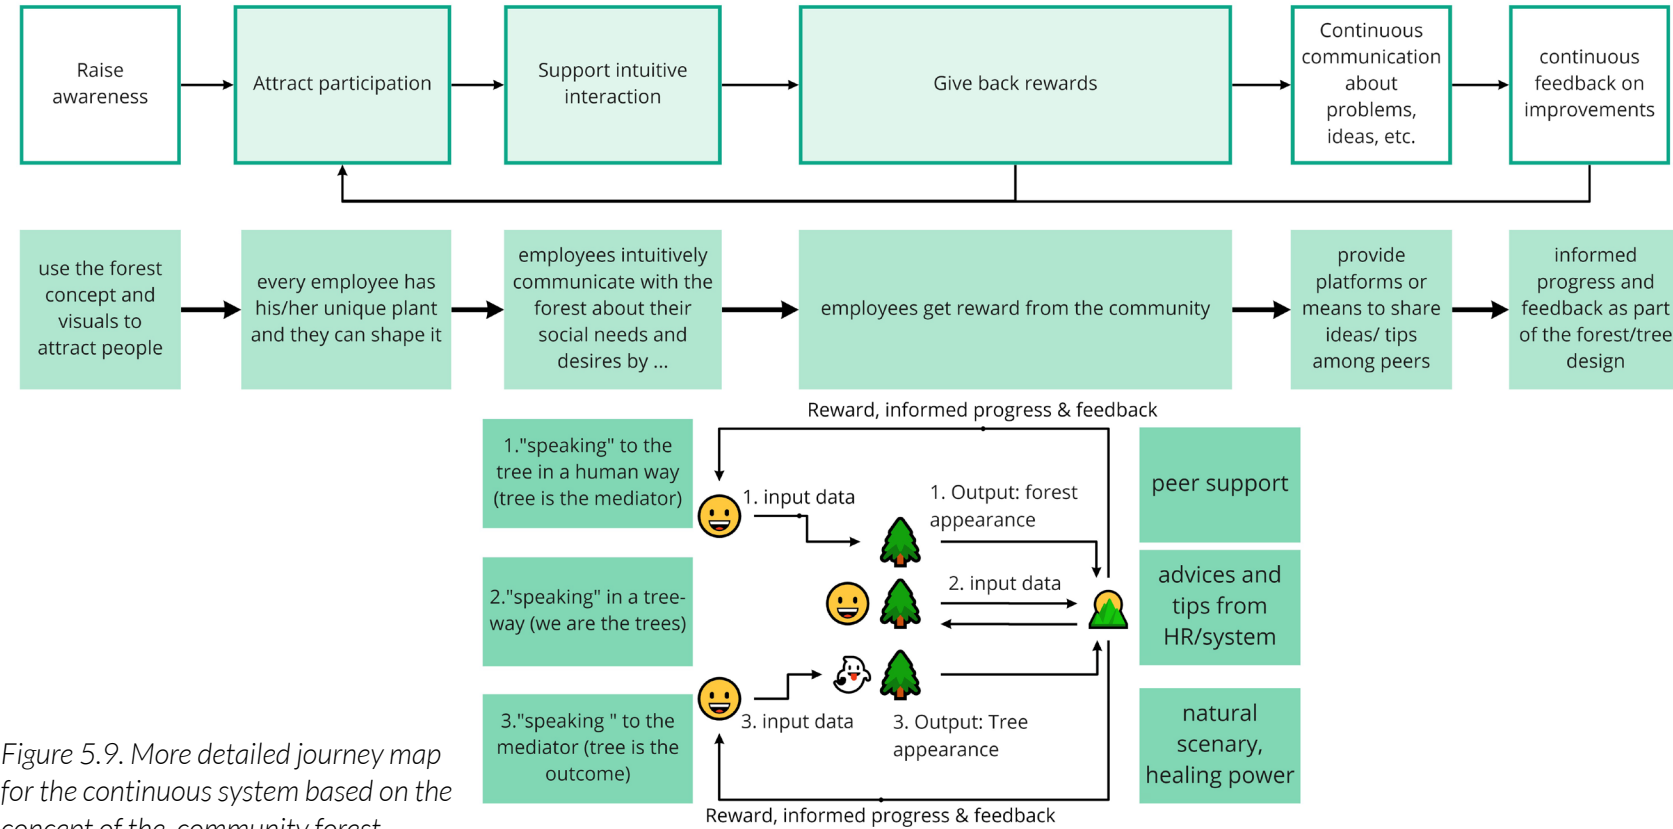 Raise
awareness
Attract participation
Support intuitive
interaction
Give back rewards
Continuous
communication
about
problems,
ideas, etc.
continuous
feedback on
improvements
use the forest
concept and
visuals to
attract people
every employee has
his/her unique plant
and they can shape it
employees intuitively
communicate with the
forest about their
social needs and
desires by ...
employees get reward from the community
provide
platforms or
means to share
ideas/ tips
among peers
informed
progress and
feedback as part
of the forest/tree
design
Reward, informed progress & feedback
1."speaking" to the
tree in a human way
(tree is the mediator)
1. input data
1. Output: forest
appearance
peer support
2."speaking" in a tree-
way (we are the trees)
2. input data
advices and
tips from
HR/system
3."speaking " to the
mediator (tree is the
outcome)
3. input data
3. Output: Tree
appearance
natural
scenary,
healing power
Reward, informed progress & feedback
Figure 5.9. More detailed journey map
for the continuous system based on the
concept of the community forest